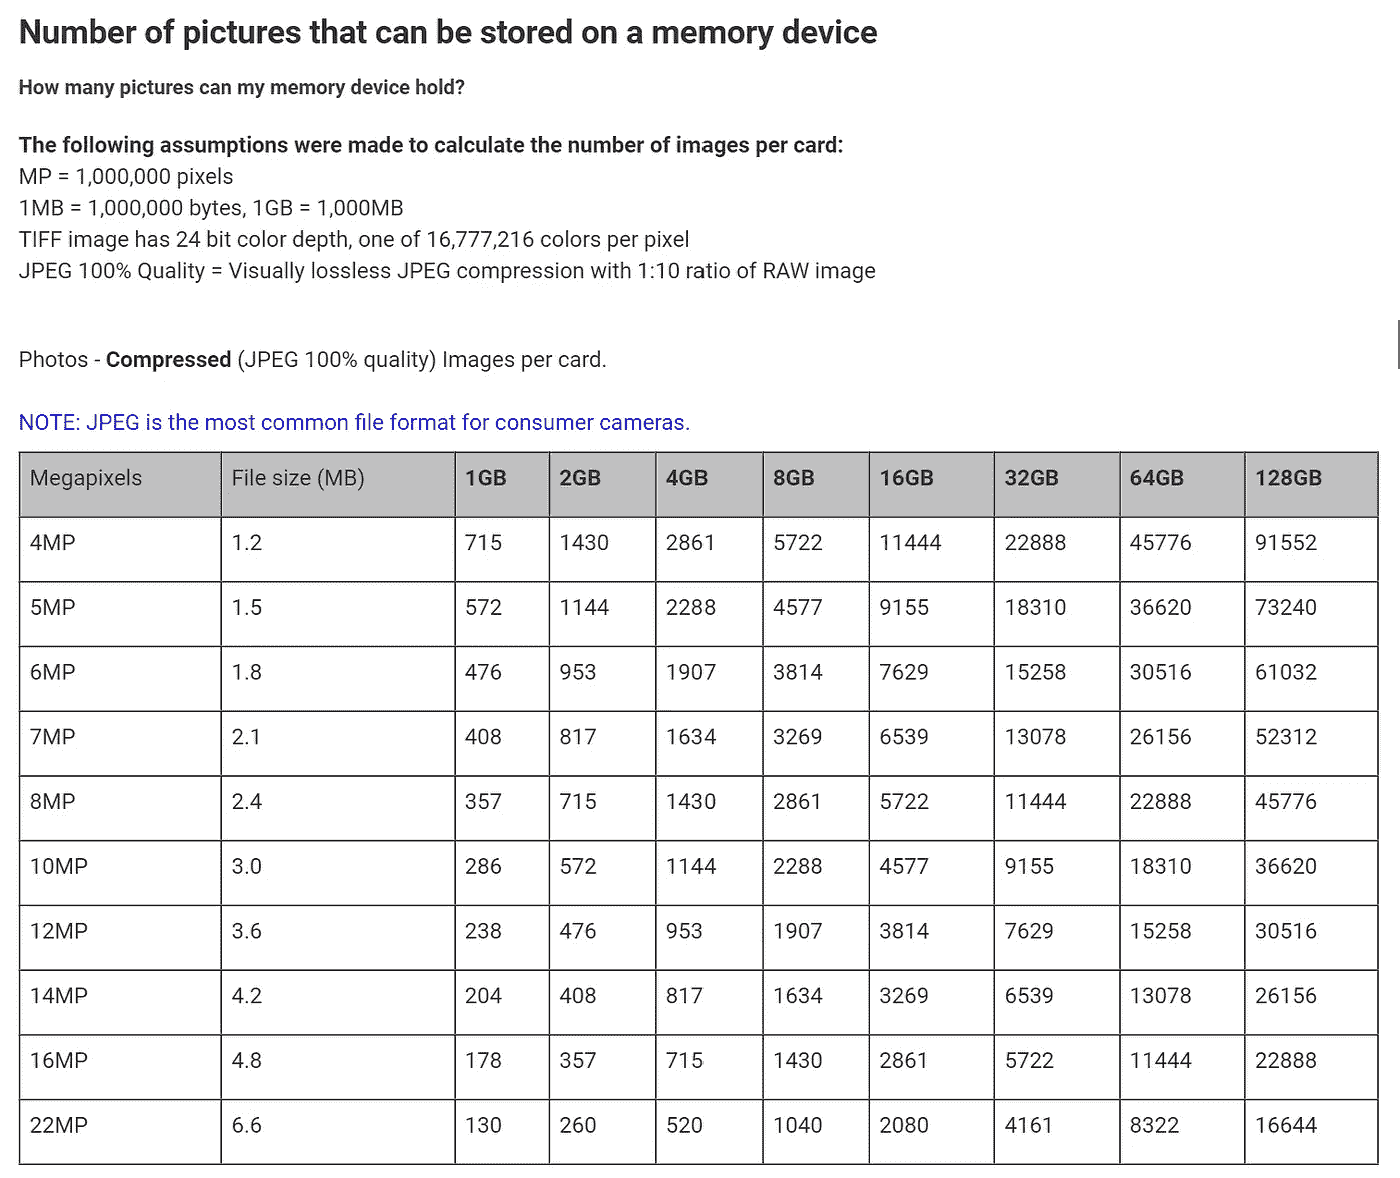 Number of pictures that can be stored on a memory device
How many pictures can my memory device hold?
The following assumptions were made to calculate the number of images per card:
MP = 1,000,000 pixels
1MB = 1,000,000 bytes, 1GB = 1,000MB
TIFF image has 24 bit color depth, one of 16,777,216 colors per pixel
JPEG 100% Quality = Visually lossless JPEG compression with 1:10 ratio of RAW image
Photos - Compressed (JPEG 100% quality) Images per card.
NOTE: JPEG is the most common file format for consumer cameras.
Megapixels File size (MB) 1GB 2GB 4GB 8GB 16GB 32GB 64GB 128GB
4MP 1.2 715 1430 2861 5722 11444 22888 45776 91552
5MP 1.5 572 1144 2288 4577 9155 18310 36620 73240
6MP 1.8 476 953 1907 3814 7629 15258 30516 61032
7MP 2.1 408 817 1634 3269 6539 13078 26156 52312
8MP 2.4 357 715 1430 2861 5722 11444 22888 45776
10MP 3.0 286 572 1144 2288 4577 9155 18310 36620
12MP 3.6 238 476 953 1907 3814 7629 15258 30516
14MP 4.2 204 408 817 1634 3269 6539 13078 26156
16MP 4.8 178 357 715 1430 2861 5722 11444 22888
22MP 6.6 130 260 520 1040 2080 4161 8322 16644